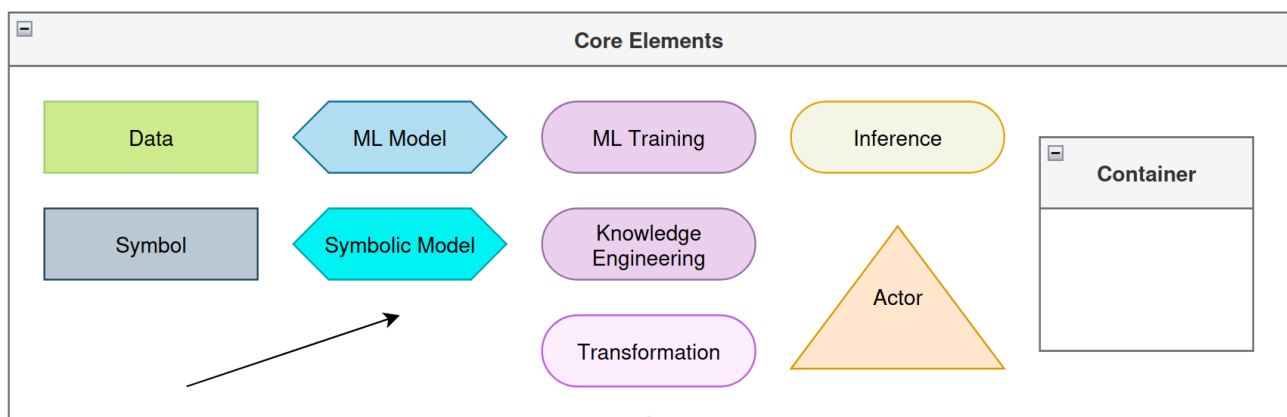 Core Elements
Data
ML Model
ML Training
Inference
Container
Symbol
Symbolic Model
Knowledge
Engineering
Actor
Transformation